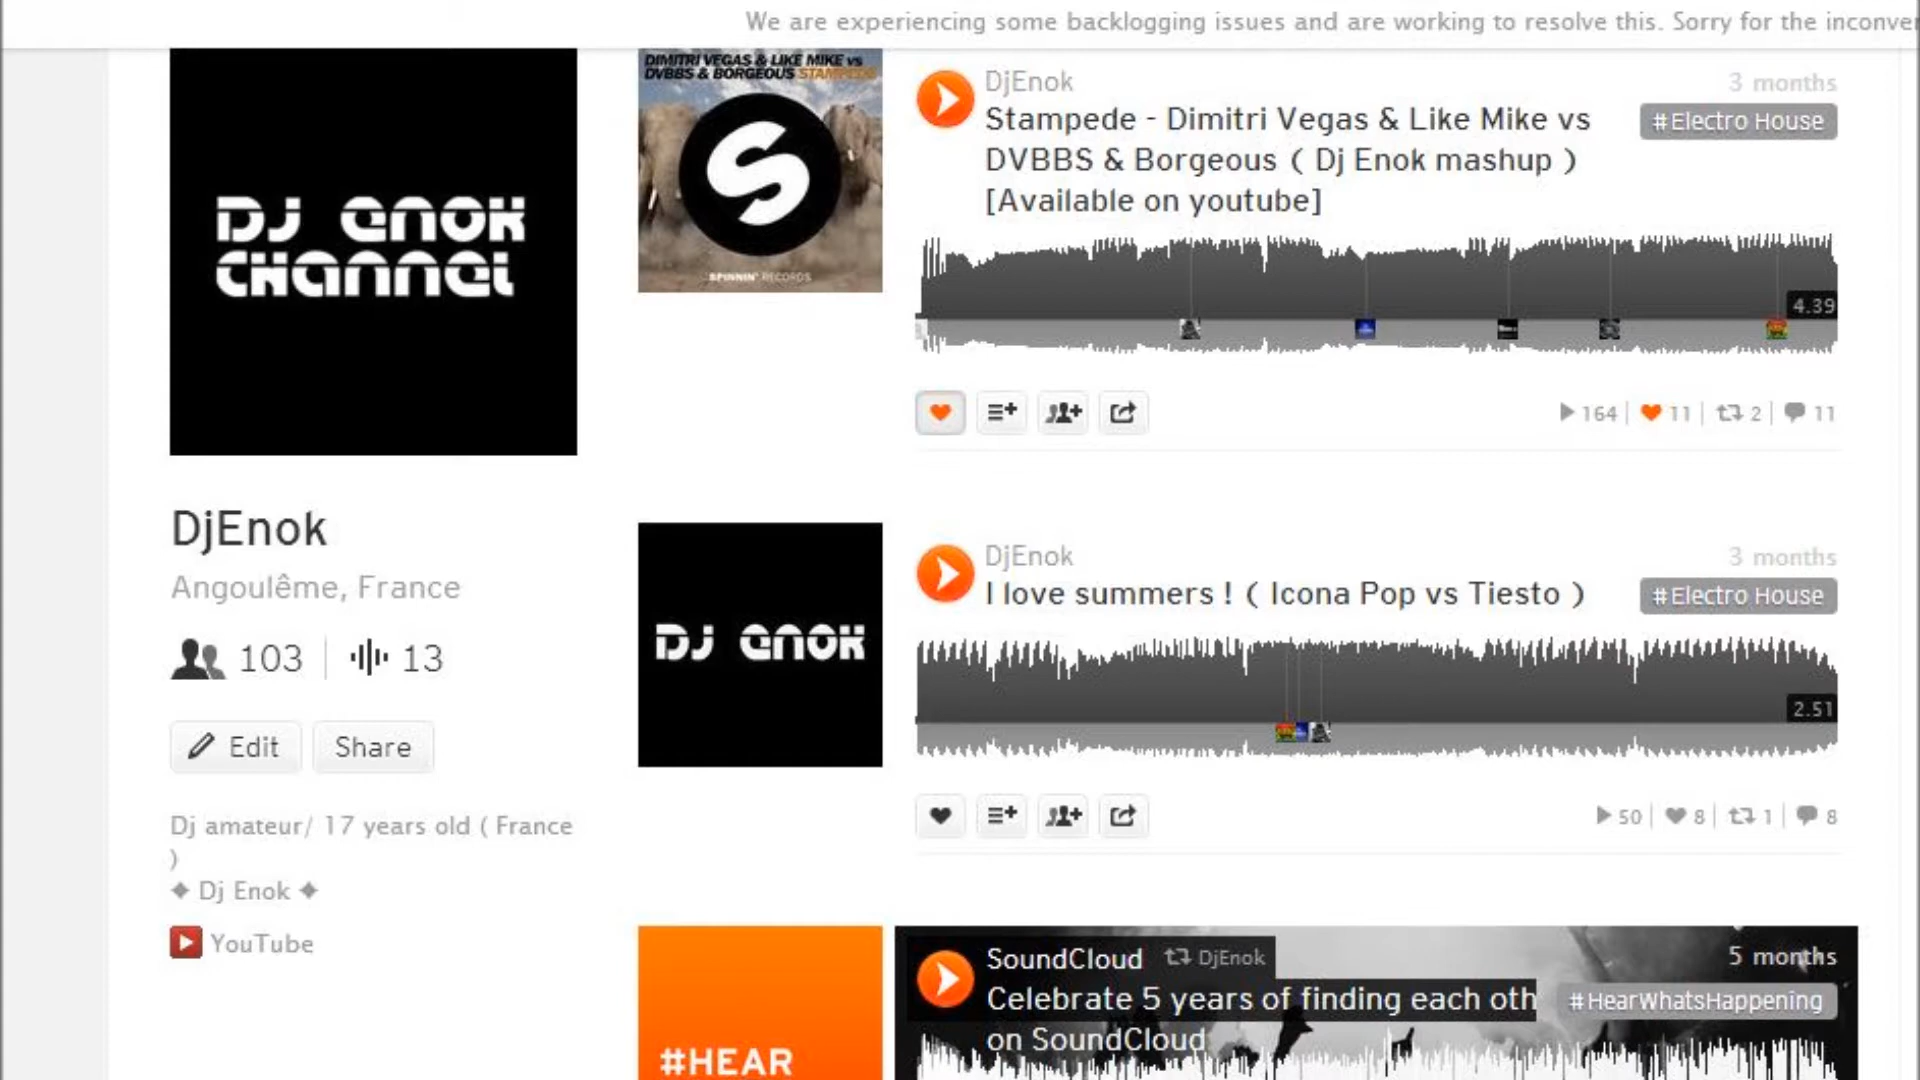 We are experiencing some backlogging issues and are working to resolve this. Sorry for the inconve
DJ ENOK
CHANNEL
DjEnok
Angoulême, France
103
13
Edit
Share
Dj amateur/ 17 years old ( France
)
✦ Dj Enok ✦
YouTube
DIMITRI VEGAS & LIKE MIKE vs
DVBBS & BORGEOUS STAMPEDE
SPINNIN' RECORDS
DjEnok
3 months
Stampede - Dimitri Vegas & Like Mike vs
DVBBS & Borgeous ( Dj Enok mashup )
[Available on youtube]
#Electro House
4.39
164
11
2
11
DJ ENOK
DjEnok
3 months
I love summers ! ( Icona Pop vs Tiesto )
#Electro House
2.51
50
8
1
8
#HEAR
SoundCloud
DjEnok
5 months
Celebrate 5 years of finding each oth
#HearWhatsHappening
on SoundCloud